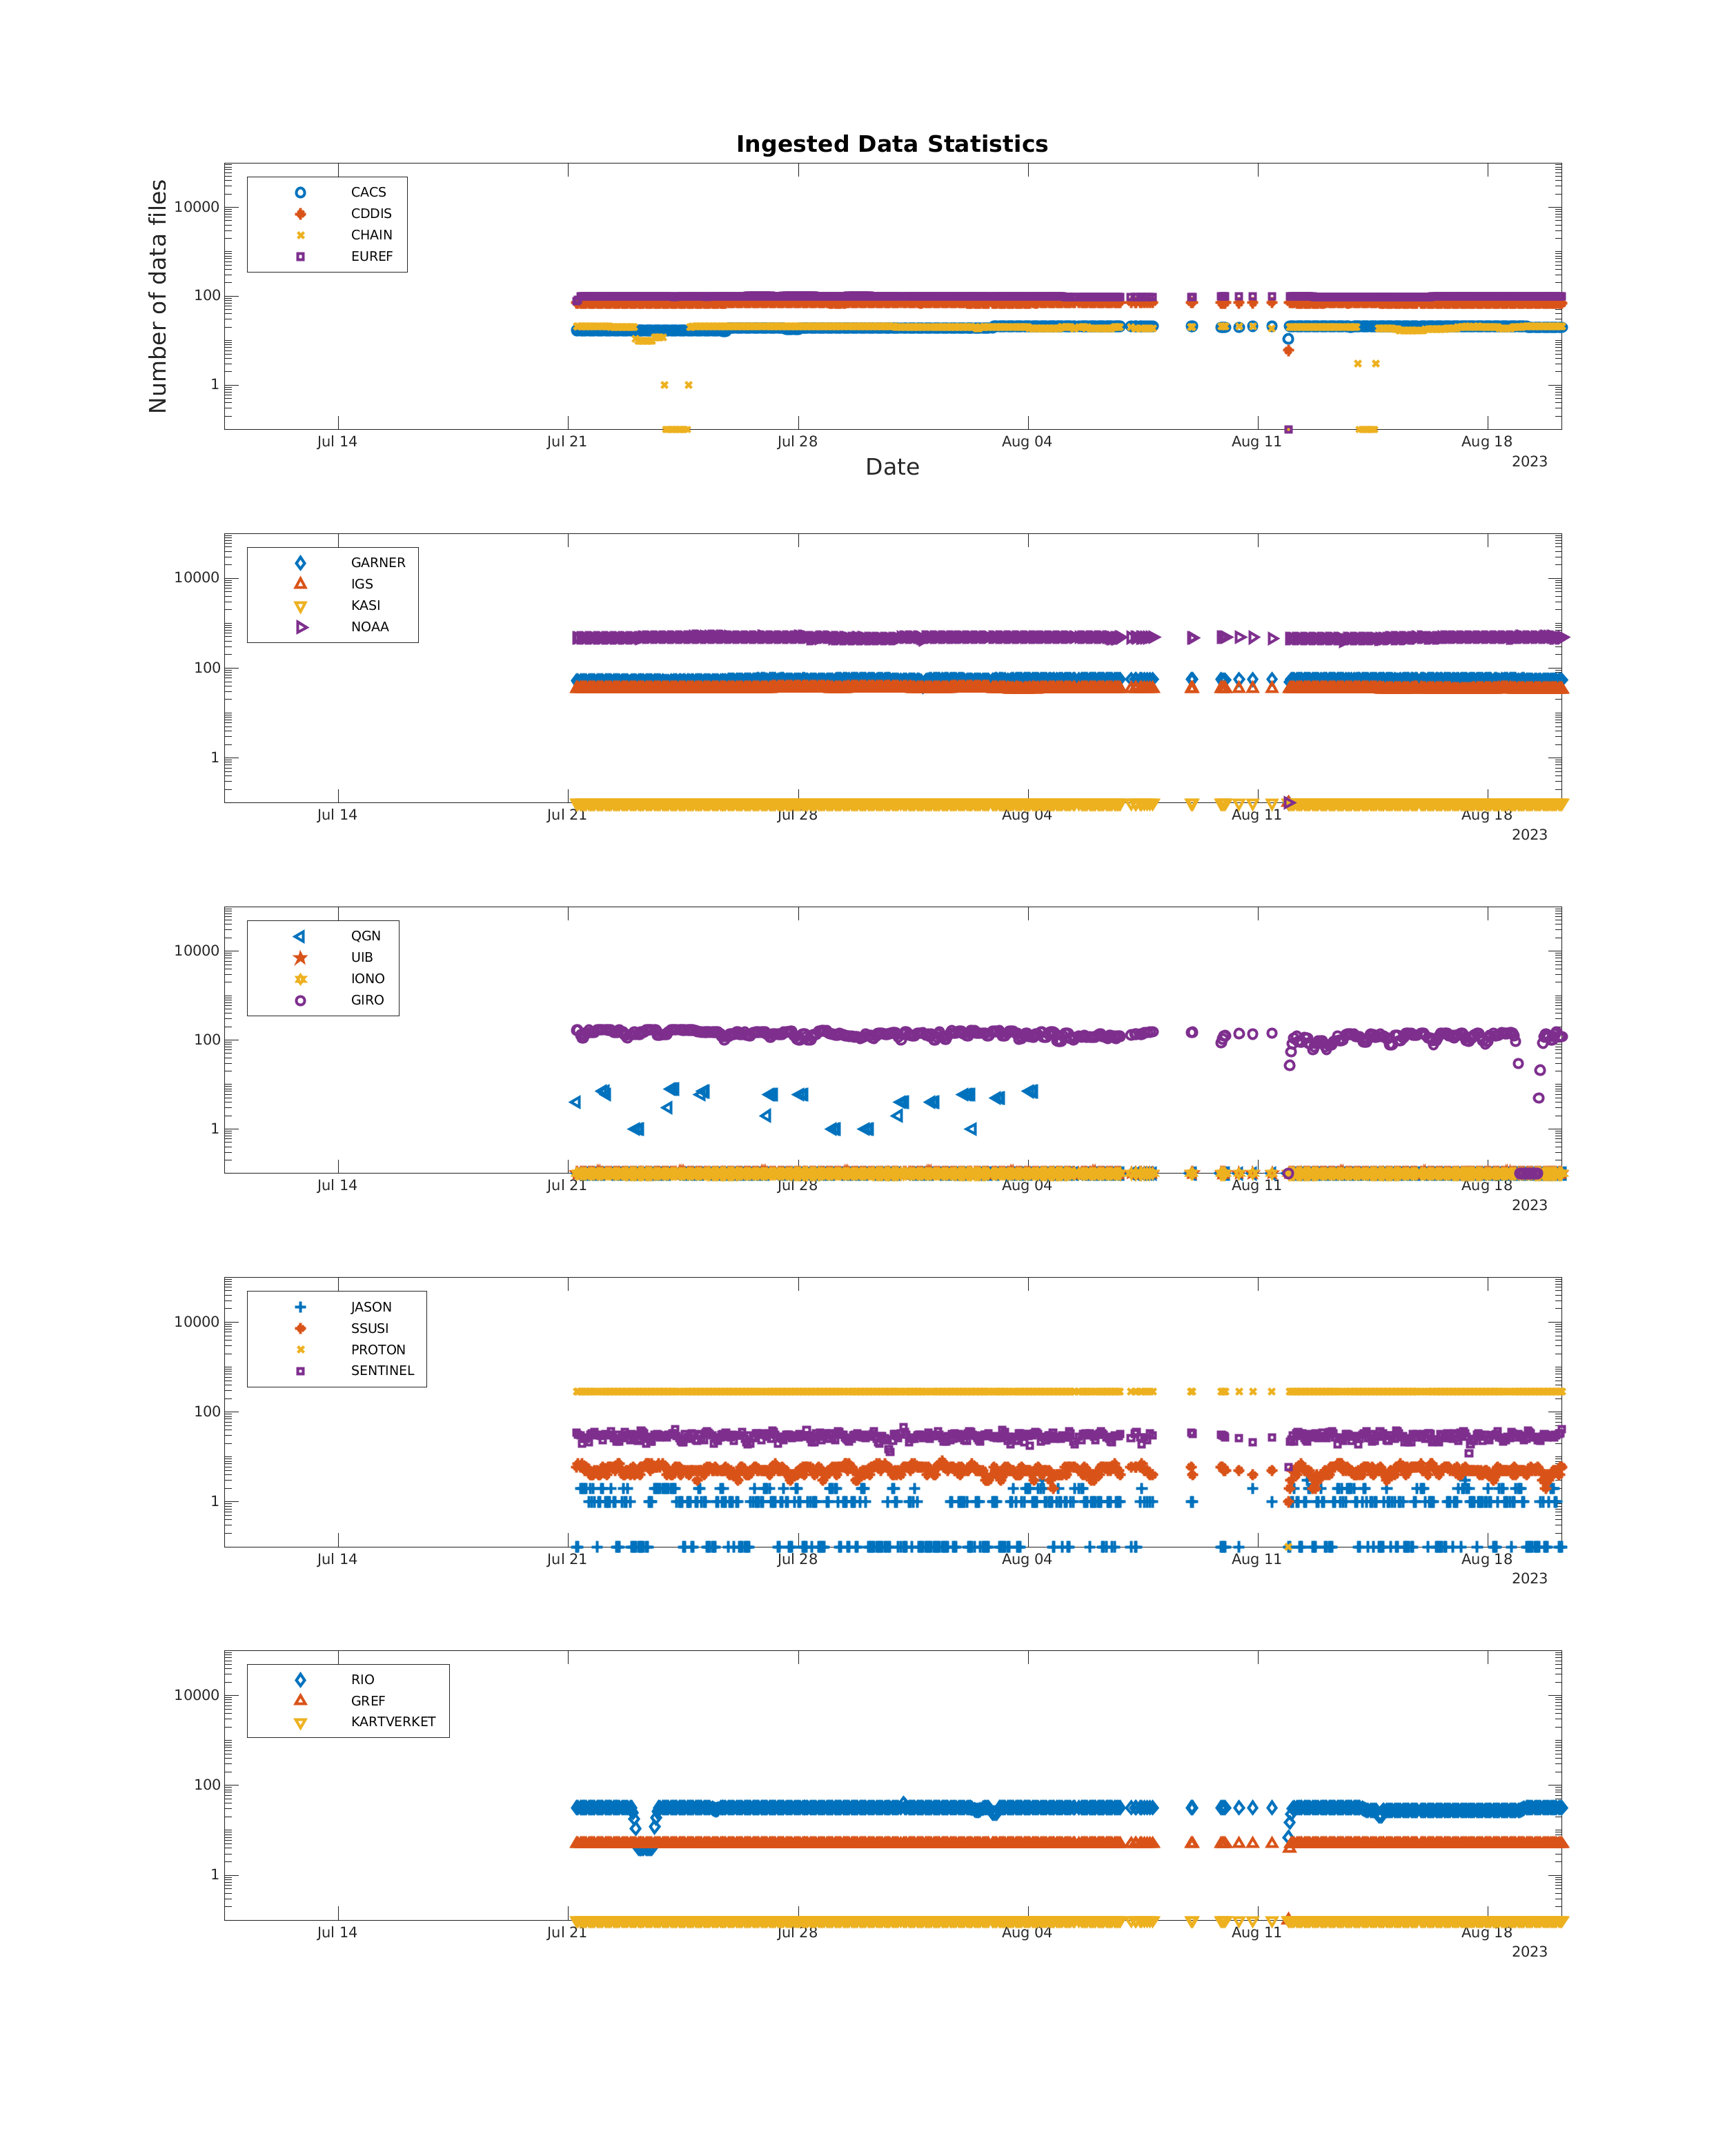 Ingested Data Statistics
Number of data files
CACS
CDDIS
CHAIN
EUREF
10000
100
1
Jul 14 Jul 21 Jul 28 Aug 04 Aug 11 Aug 18
2023
Date
GARNER
IGS
KASI
NOAA
10000
100
1
Jul 14 Jul 21 Jul 28 Aug 04 Aug 11 Aug 18
2023
QGN
UIB
IONO
GIRO
10000
100
1
Jul 14 Jul 21 Jul 28 Aug 04 Aug 11 Aug 18
2023
JASON
SSUSI
PROTON
SENTINEL
10000
100
1
Jul 14 Jul 21 Jul 28 Aug 04 Aug 11 Aug 18
2023
RIO
GREF
KARTVERKET
10000
100
1
Jul 14 Jul 21 Jul 28 Aug 04 Aug 11 Aug 18
2023